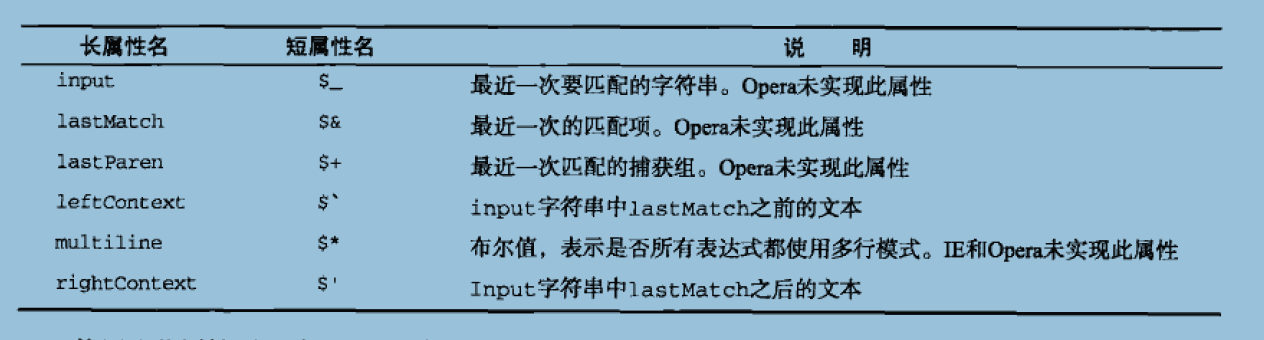 长属性名 短属性名 说 明
input $_ 最近一次要匹配的字符串。Opera未实现此属性
lastMatch $& 最近一次的匹配项。Opera未实现此属性
lastParen $+ 最近一次匹配的捕获组。Opera未实现此属性
leftContext $` input字符串中lastMatch之前的文本
multiline $* 布尔值，表示是否所有表达式都使用多行模式。IE和Opera未实现此属性
rightContext $' Input字符串中lastMatch之后的文本